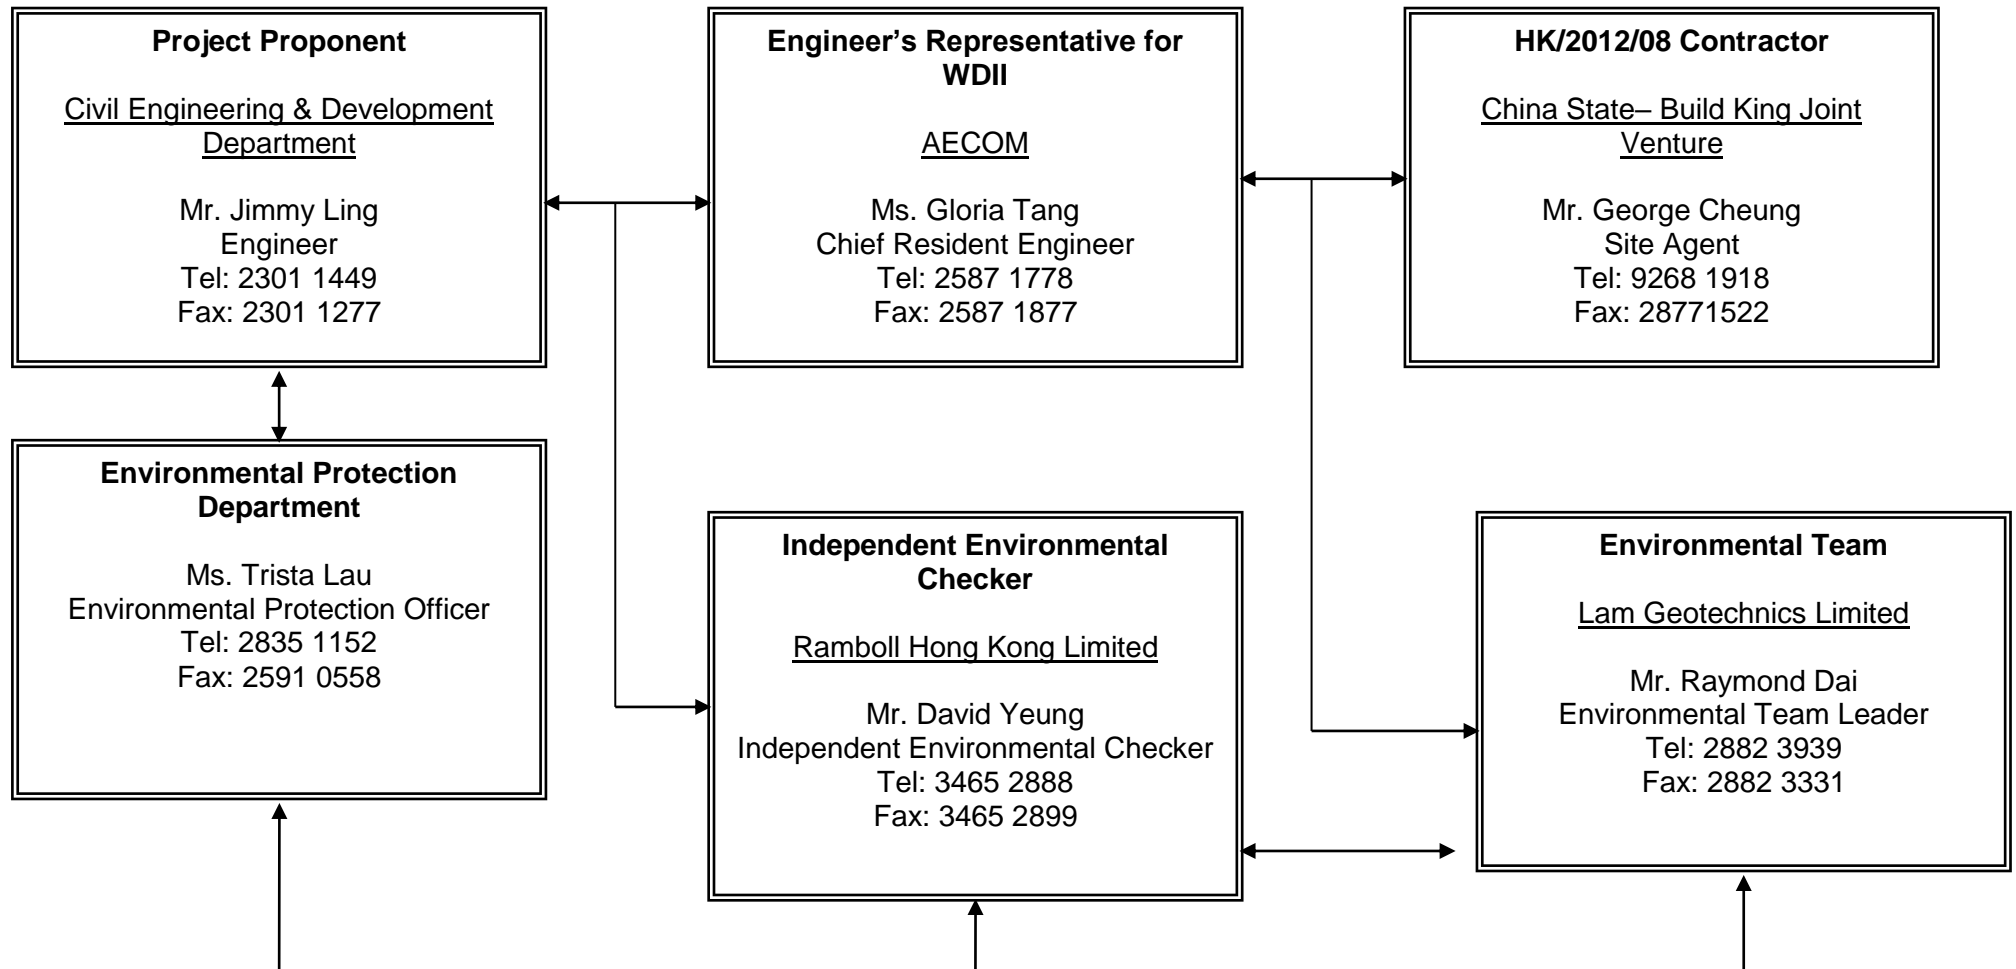 Project Proponent
Civil Engineering & Development
Department
Mr. Jimmy Ling
Engineer
Tel: 2301 1449
Fax: 2301 1277
Engineer’s Representative for
WDII
AECOM
Ms. Gloria Tang
Chief Resident Engineer
Tel: 2587 1778
Fax: 2587 1877
HK/2012/08 Contractor
China State– Build King Joint
Venture
Mr. George Cheung
Site Agent
Tel: 9268 1918
Fax: 28771522
Environmental Protection
Department
Ms. Trista Lau
Environmental Protection Officer
Tel: 2835 1152
Fax: 2591 0558
Independent Environmental
Checker
Ramboll Hong Kong Limited
Mr. David Yeung
Independent Environmental Checker
Tel: 3465 2888
Fax: 3465 2899
Environmental Team
Lam Geotechnics Limited
Mr. Raymond Dai
Environmental Team Leader
Tel: 2882 3939
Fax: 2882 3331